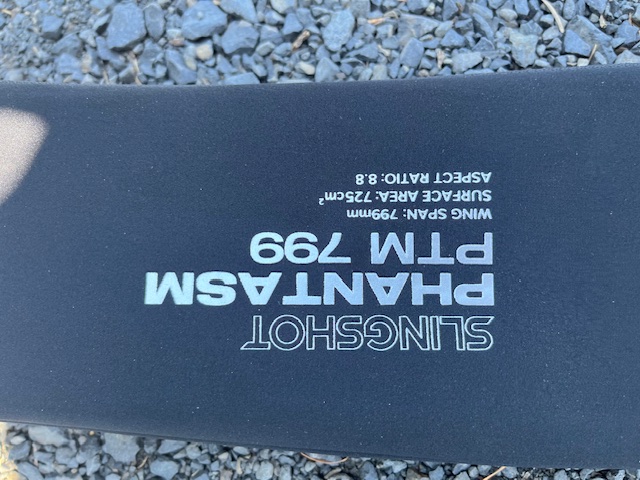 SLINGSHOT
PHANTASM
PTM 799
WING SPAN: 799mm
SURFACE AREA: 725cm²
ASPECT RATIO: 8.8